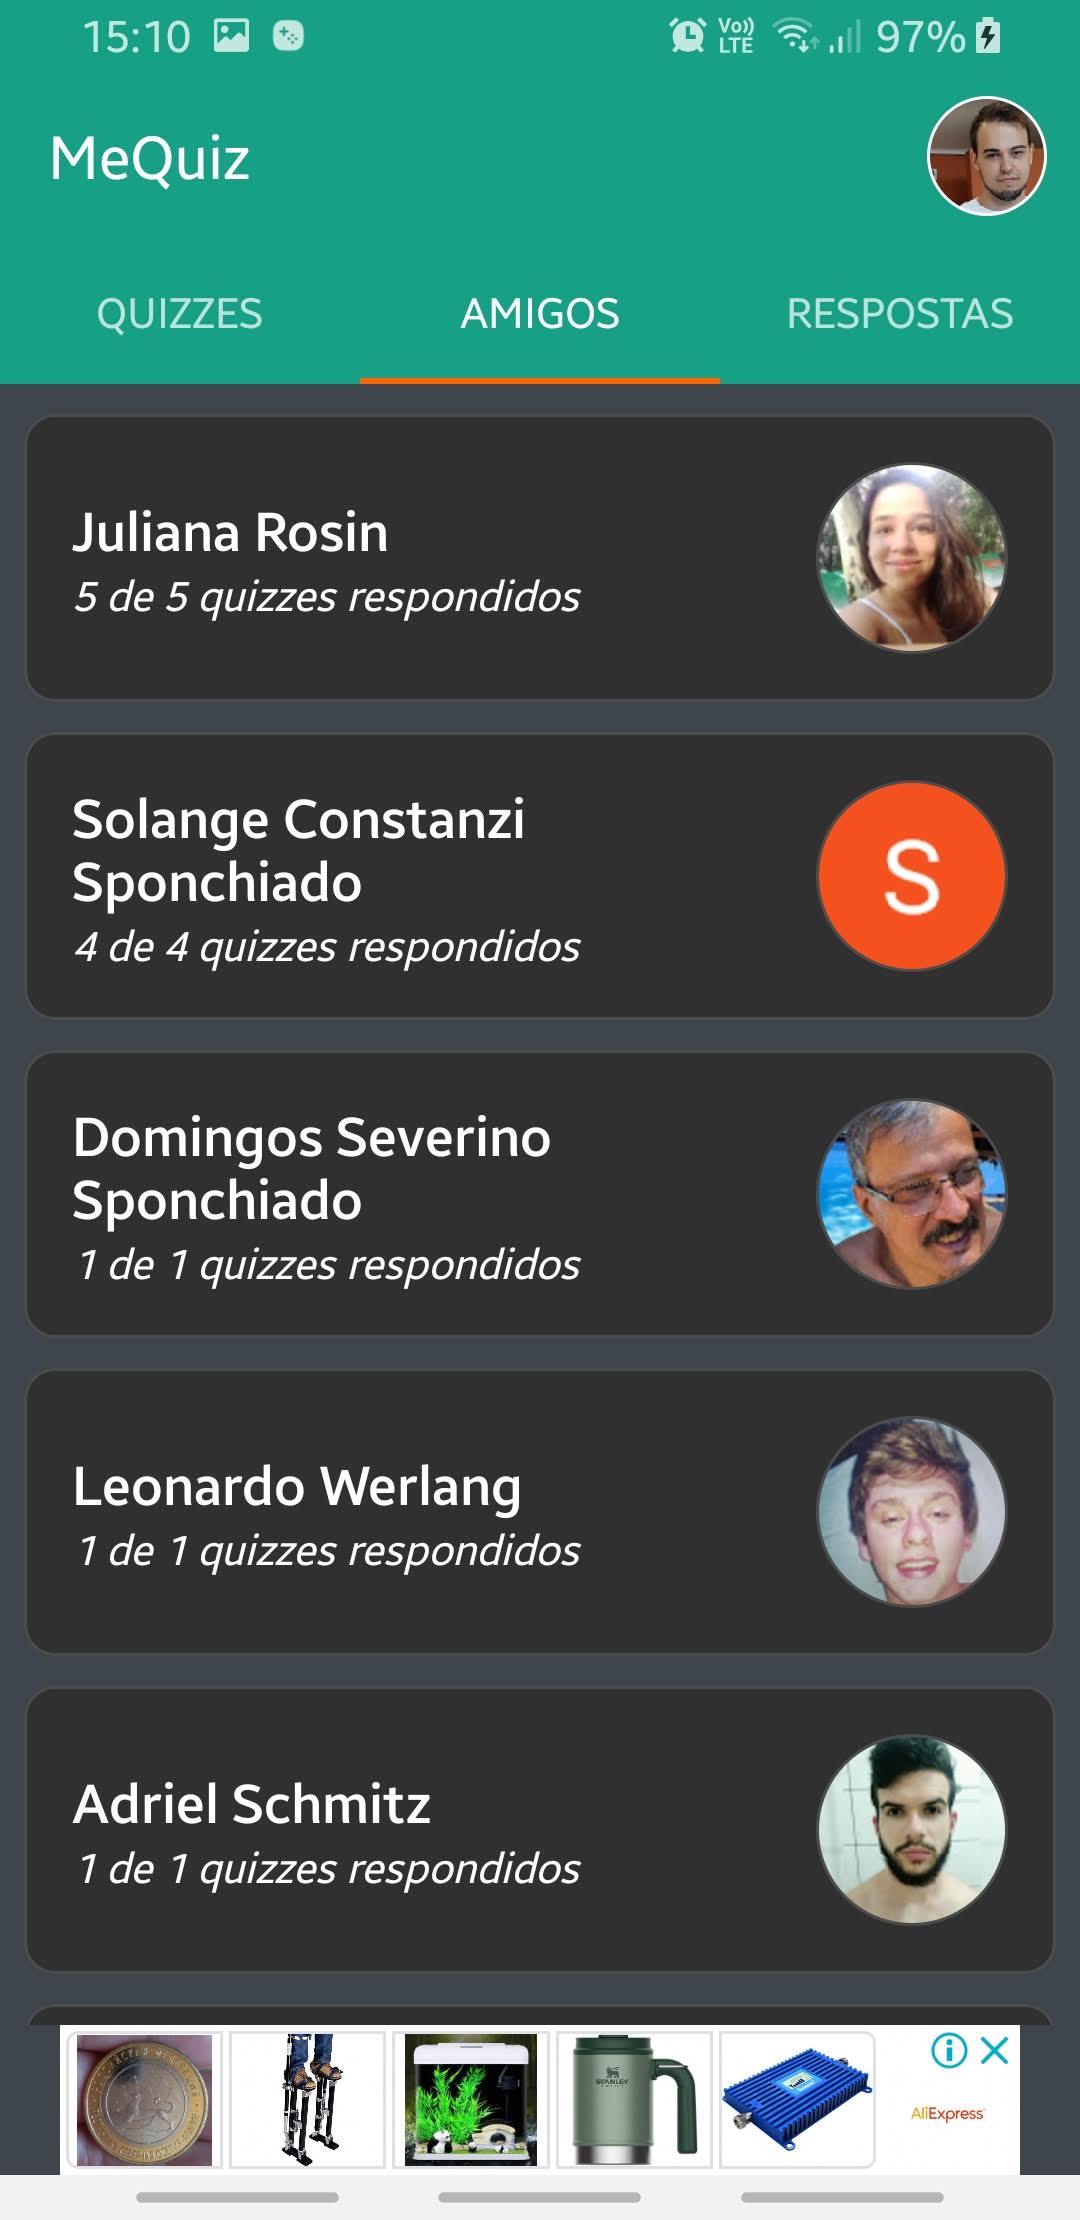 15:10
Vo)) LTE
97%
MeQuiz
QUIZZES AMIGOS RESPOSTAS
Juliana Rosin
5 de 5 quizzes respondidos
Solange Constanzi
Sponchiado
4 de 4 quizzes respondidos
S
Domingos Severino
Sponchiado
1 de 1 quizzes respondidos
Leonardo Werlang
1 de 1 quizzes respondidos
Adriel Schmitz
1 de 1 quizzes respondidos
STANLEY
AliExpress